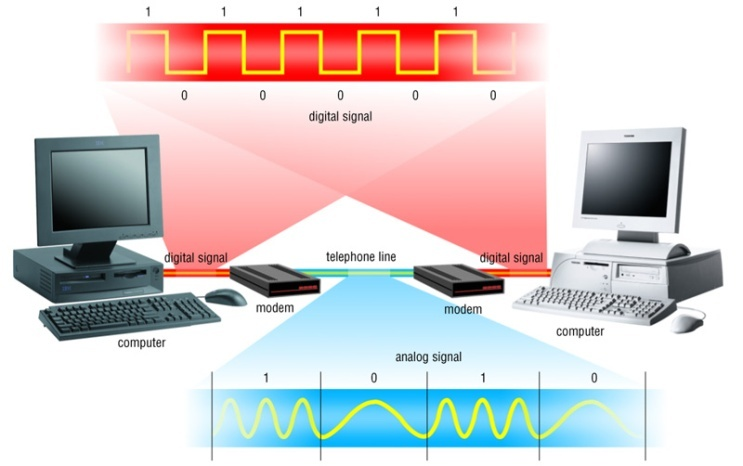 1 1 1 1 1
0 0 0 0 0
digital signal
digital signal
telephone line
digital signal
modem
modem
computer
computer
analog signal
1 0 1 0